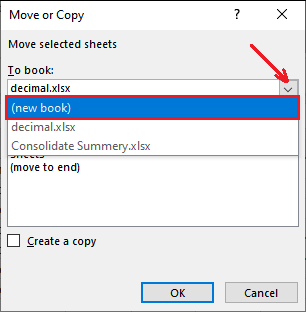 Move or Copy
Move selected sheets
To book:
decimal.xlsx
(new book)
decimal.xlsx
Consolidate Summery.xlsx
Sheets
(move to end)
Create a copy
OK
Cancel